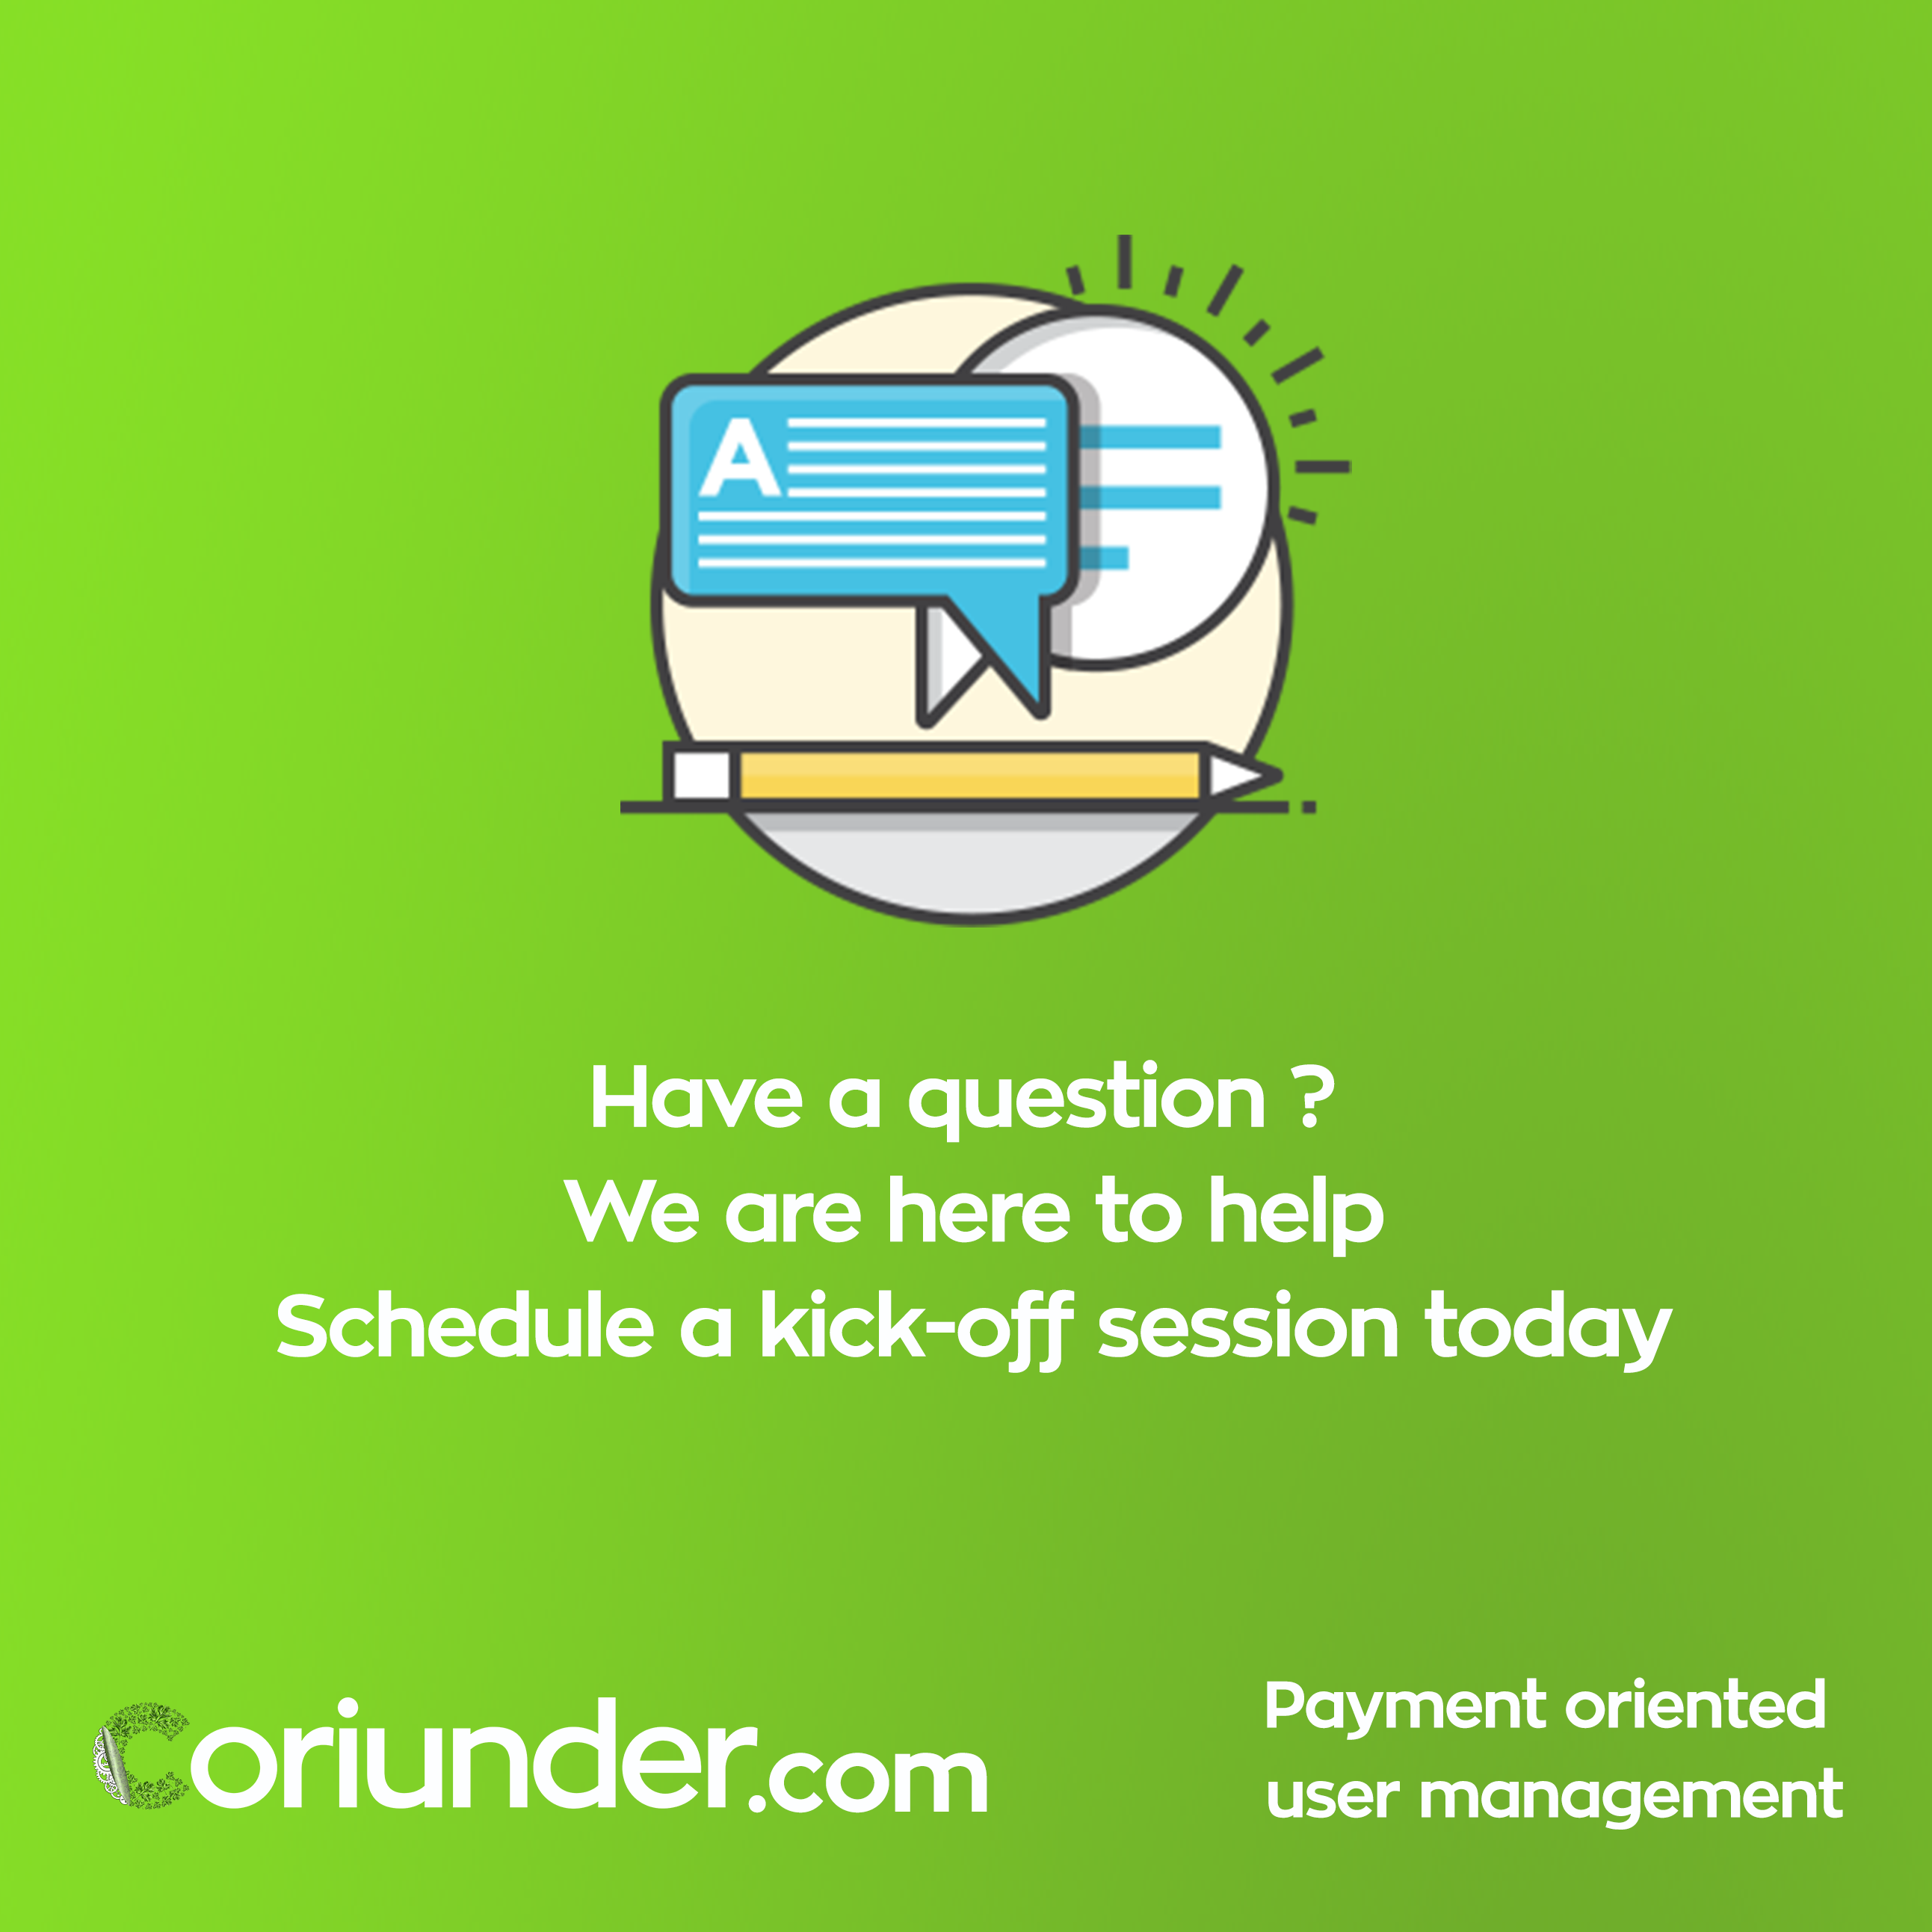 A
Have a question ?
We are here to help
Schedule a kick-off session today
Coriunder.com
Payment oriented
user management